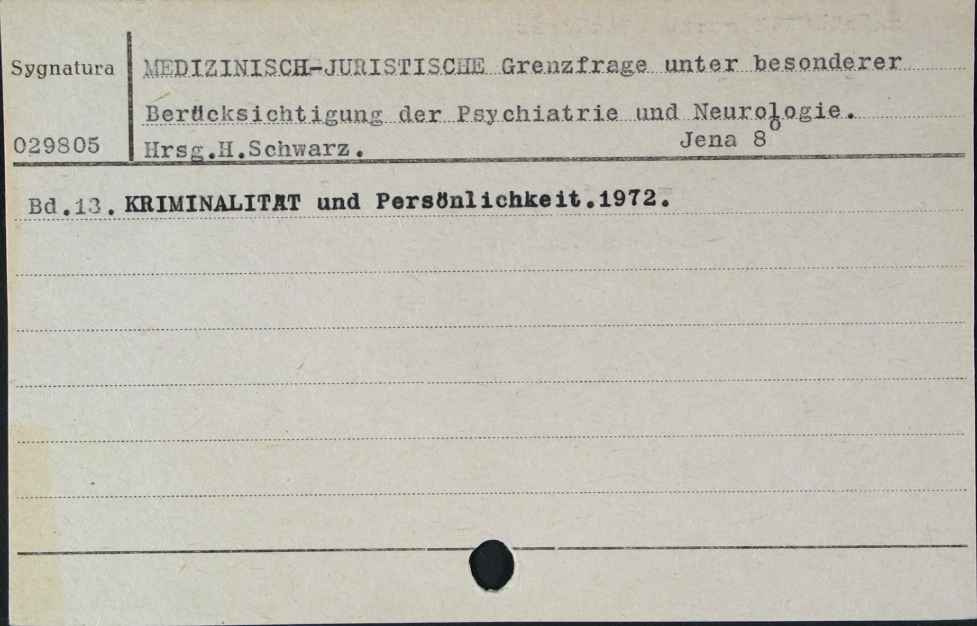 Sygnatura
MEDIZINISCH-JURISTISCHE Grenzfrage unter besonderer
Berücksichtigung der Psychiatrie und Neurologie.
029805
Hrsg.H.Schwarz. Jena 8º
Bd.13. KRIMINALITÄT und Persönlichkeit.1972.